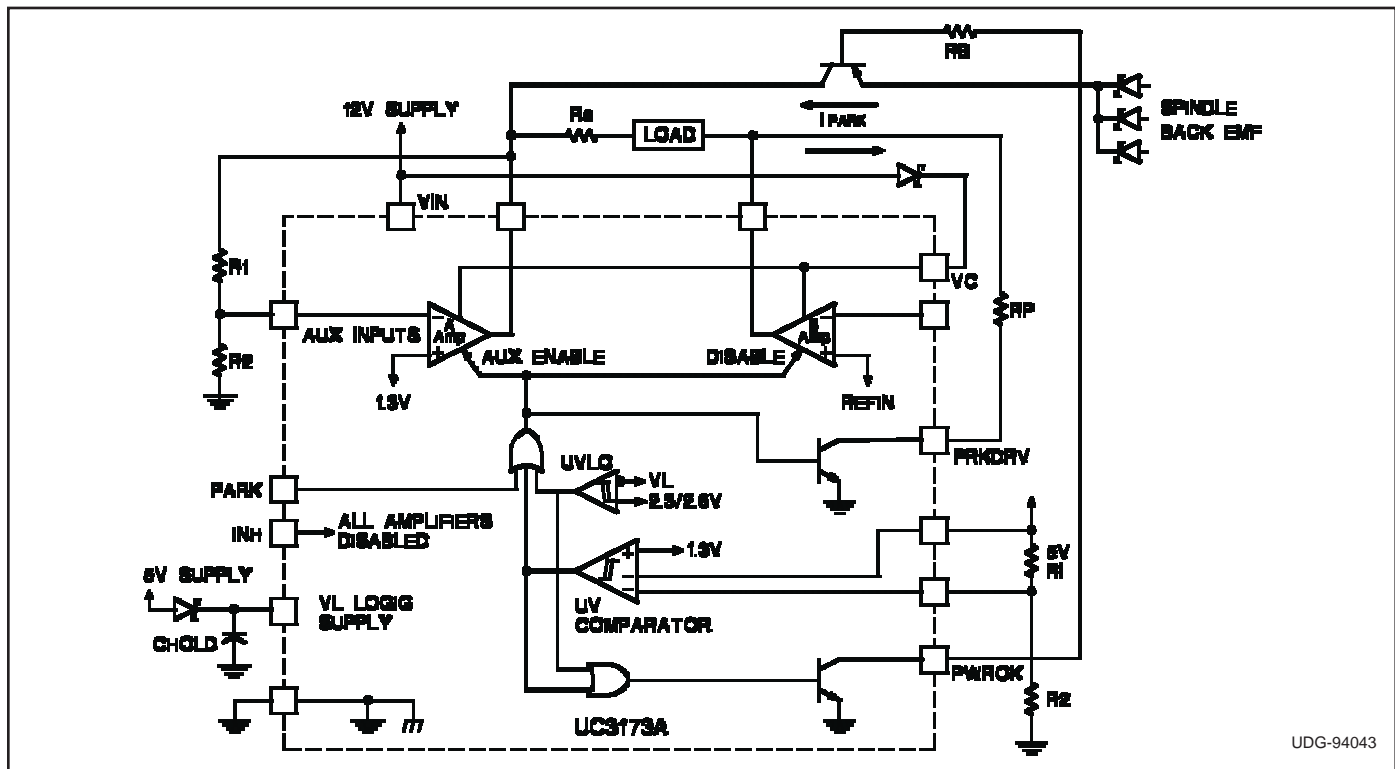 RB
12V SUPPLY
Rs
LOAD
I PARK
SPINDLE
BACK EMF
VIN
R1
VC
RP
AUX INPUTS
A
Amp
B
Amp
R2
AUX ENABLE
DISABLE
1.3V
REFIN
UVLO
VL
2.3/2.6V
PRKDRV
PARK
INH
ALL AMPLIFIERS
DISABLED
1.3V
5V
R1
5V SUPPLY
VL LOGIC
SUPPLY
CHOLD
UV
COMPARATOR
PWROK
R2
UC3173A
UDG-94043